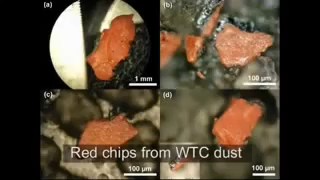 (a)
1 mm
(b)
100 μm
(c)
100 μm
(d)
100 μm
Red chips from WTC dust